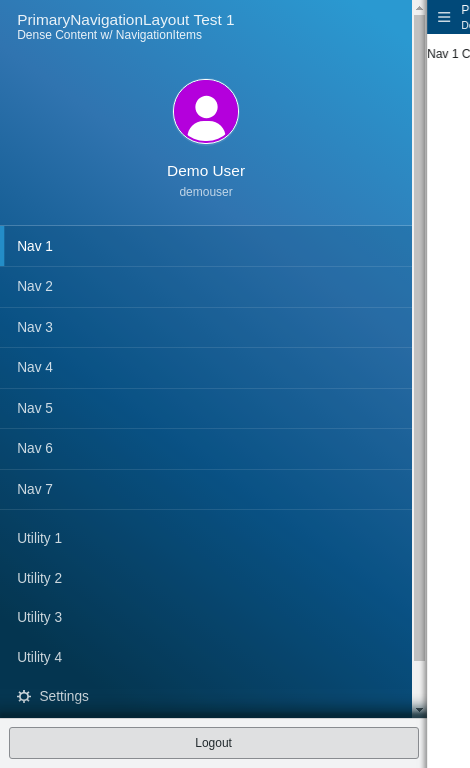 PrimaryNavigationLayout Test 1
Dense Content w/ NavigationItems
Demo User
demouser
Nav 1
Nav 2
Nav 3
Nav 4
Nav 5
Nav 6
Nav 7
Utility 1
Utility 2
Utility 3
Utility 4
Settings
Logout
P
De
Nav 1 C